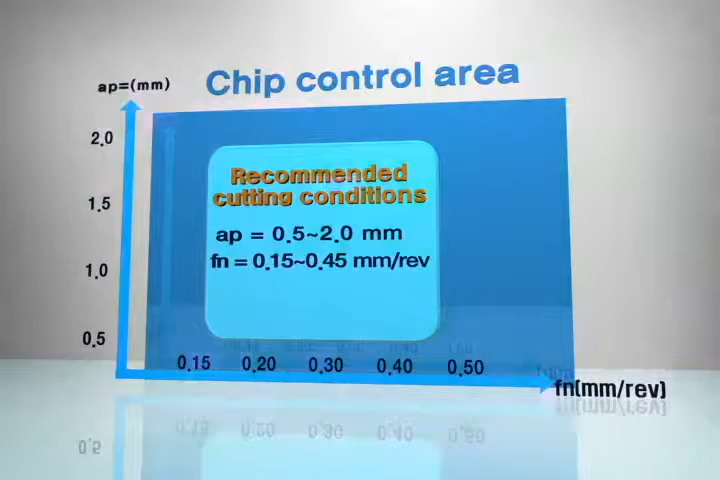 Chip control area
ap=(mm)
2.0
1.5
1.0
0.5
Recommended
cutting conditions
ap = 0.5~2.0 mm
fn = 0.15~0.45 mm/rev
0.15 0.20 0.30 0.40 0.50
fn(mm/rev)